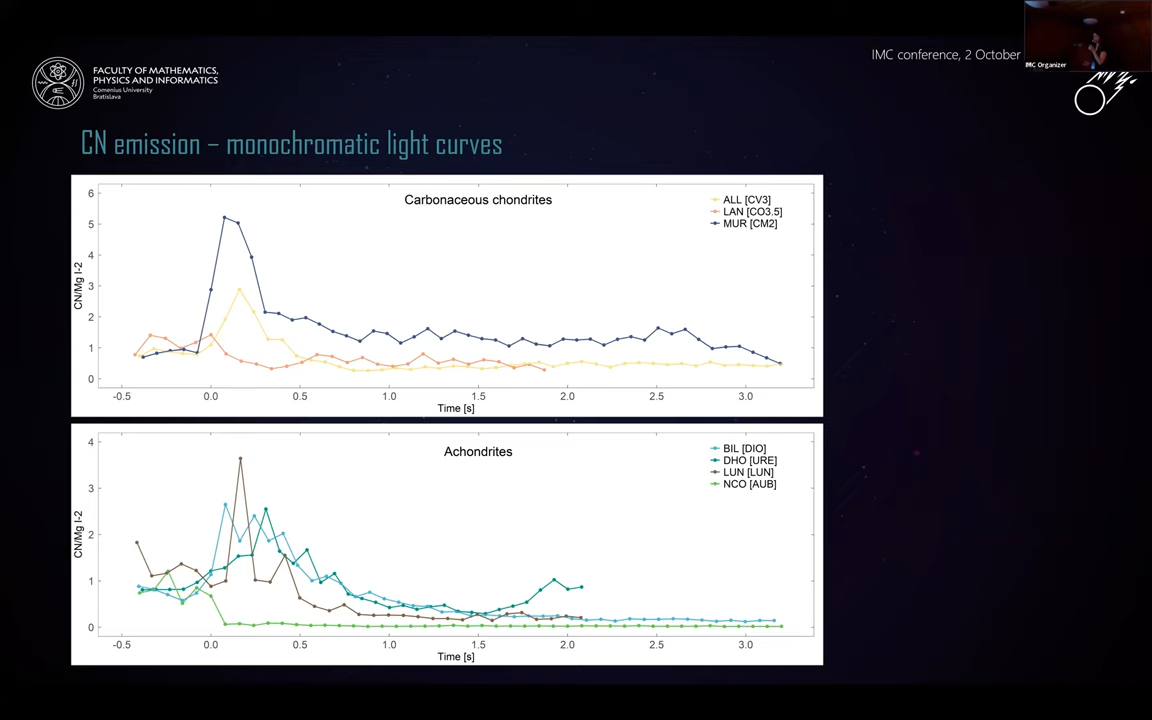 IMC conference, 2 October
IMC Organizer
FACULTY OF MATHEMATICS,
PHYSICS AND INFORMATICS
Comenius University
Bratislava
CN emission – monochromatic light curves
Carbonaceous chondrites
ALL [CV3]
LAN [CO3.5]
MUR [CM2]
CN/Mg I-2
6
5
4
3
2
1
0
-0.5 0.0 0.5 1.0 1.5 2.0 2.5 3.0
Time [s]
Achondrites
BIL [DIO]
DHO [URE]
LUN [LUN]
NCO [AUB]
CN/Mg I-2
4
3
2
1
0
-0.5 0.0 0.5 1.0 1.5 2.0 2.5 3.0
Time [s]